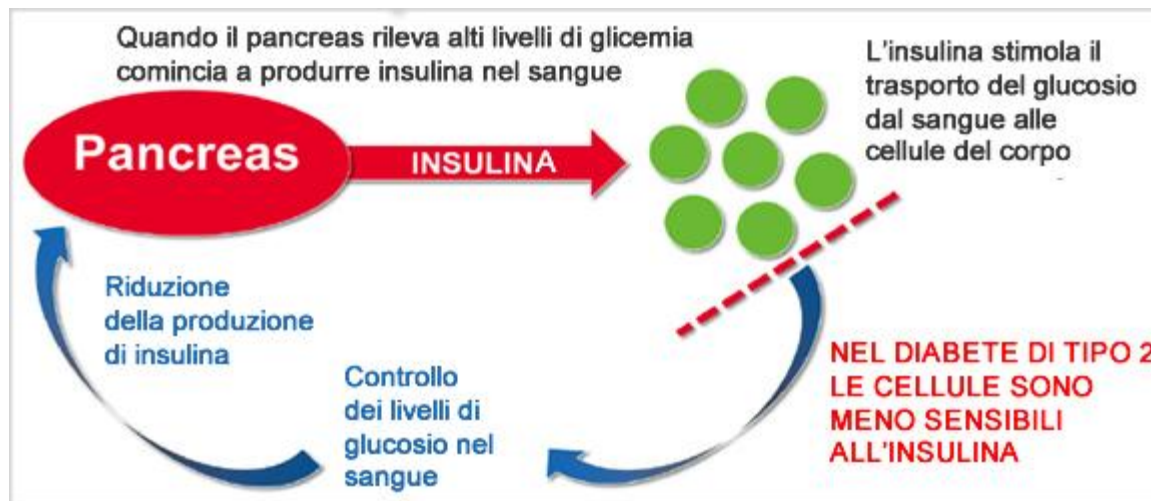 Quando il pancreas rileva alti livelli di glicemia
comincia a produrre insulina nel sangue
L'insulina stimola il
trasporto del glucosio
dal sangue alle
cellule del corpo
Pancreas
INSULINA
Riduzione
della produzione
di insulina
Controllo
dei livelli di
glucosio nel
sangue
NEL DIABETE DI TIPO 2
LE CELLULE SONO
MENO SENSIBILI
ALL'INSULINA